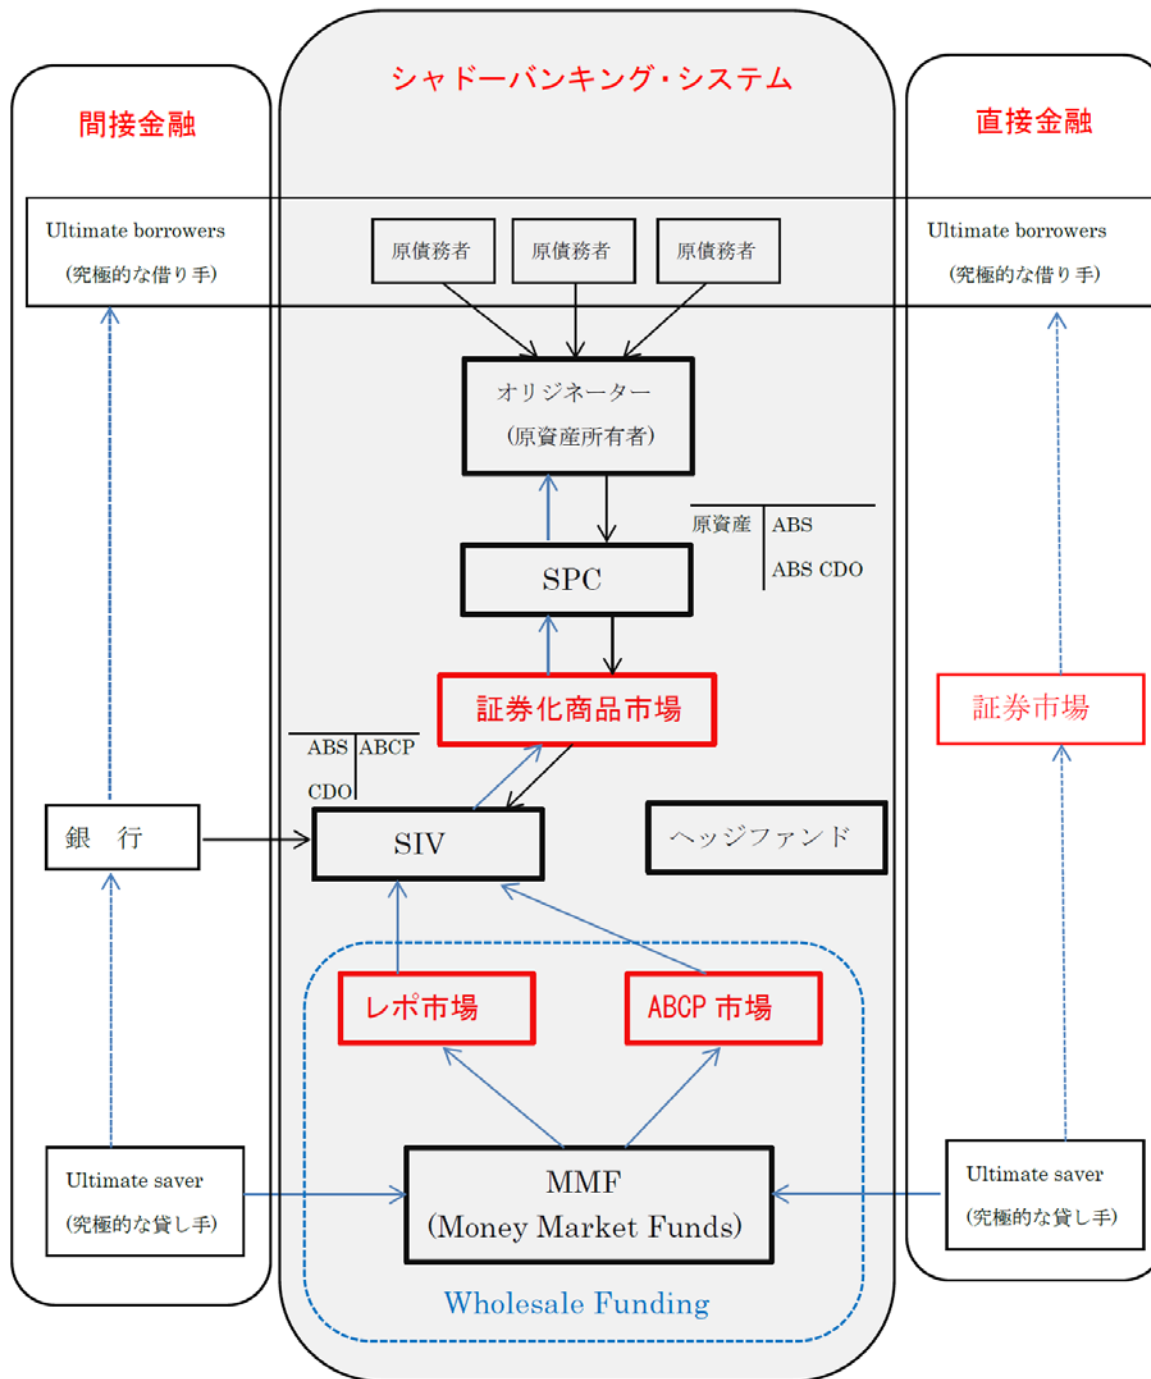 シャドーバンキング・システム
間接金融
直接金融
Ultimate borrowers
(究極的な借り手)
原債務者
原債務者
原債務者
Ultimate borrowers
(究極的な借り手)
オリジネーター
(原資産所有者)
原資産
ABS
ABS CDO
SPC
証券化商品市場
証券市場
ABS
ABCP
CDO
銀　行
SIV
ヘッジファンド
レポ市場
ABCP 市場
Ultimate saver
(究極的な貸し手)
MMF
(Money Market Funds)
Ultimate saver
(究極的な貸し手)
Wholesale Funding